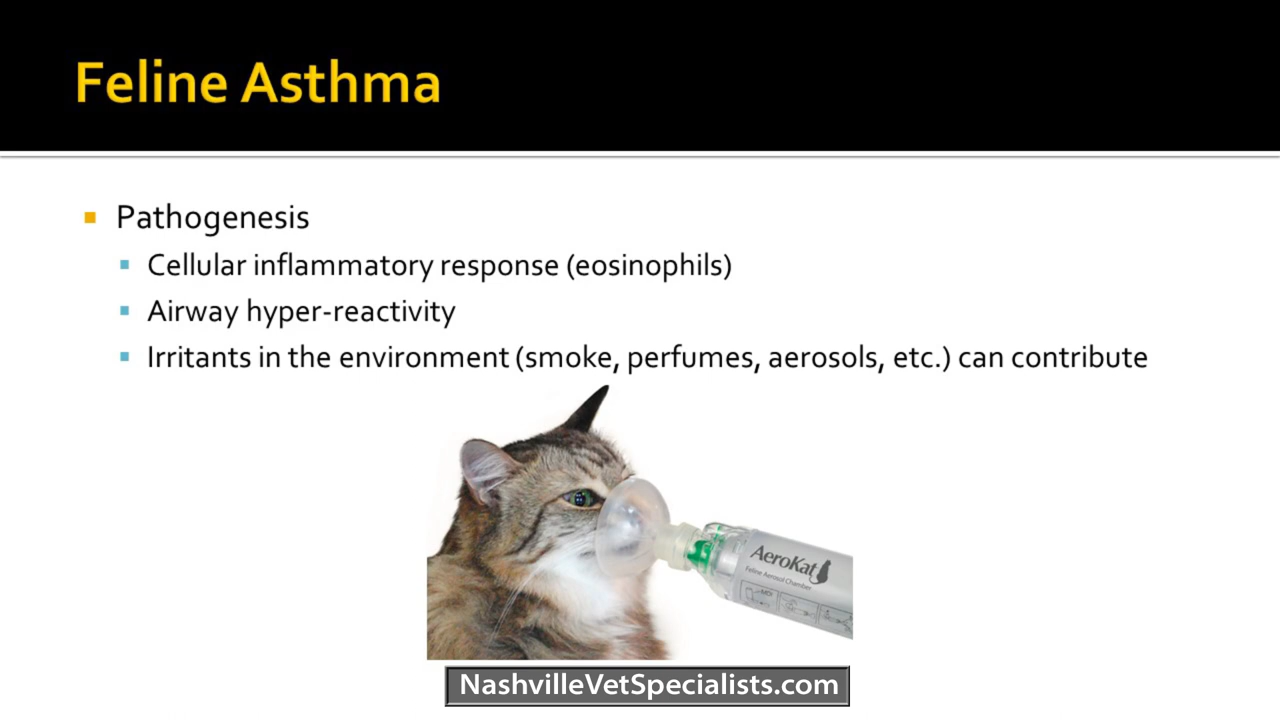 Feline Asthma
Pathogenesis
Cellular inflammatory response (eosinophils)
Airway hyper-reactivity
Irritants in the environment (smoke, perfumes, aerosols, etc.) can contribute
AeroKat
Feline Aerosol Chamber
NashvilleVetSpecialists.com